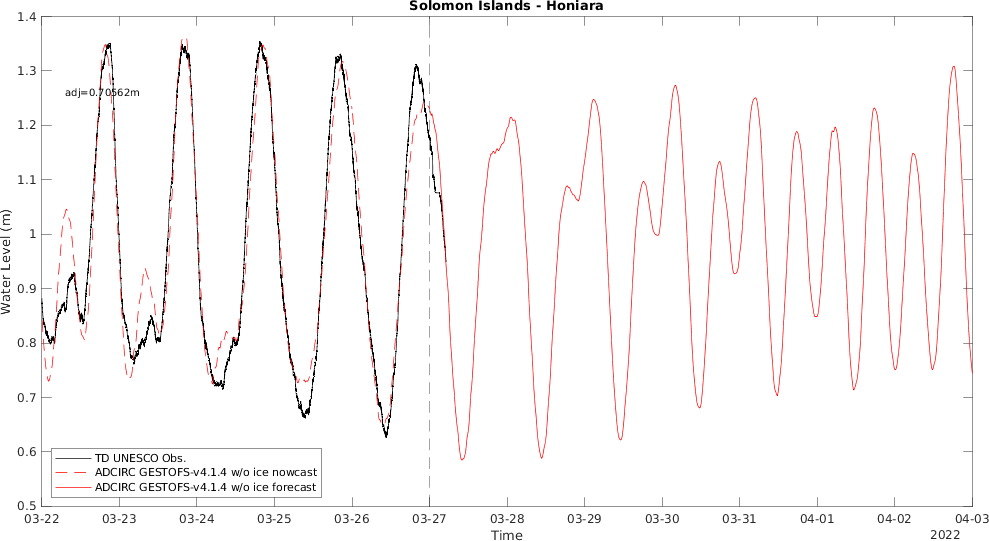 Solomon Islands - Honiara
1.4
1.3
1.2
1.1
1
0.9
0.8
0.7
0.6
0.5
Water Level (m)
adj=0.70562m
TD UNESCO Obs.
ADCIRC GESTOFS-v4.1.4 w/o ice nowcast
ADCIRC GESTOFS-v4.1.4 w/o ice forecast
03-22 03-23 03-24 03-25 03-26 03-27 03-28 03-29 03-30 03-31 04-01 04-02 04-03
Time
2022